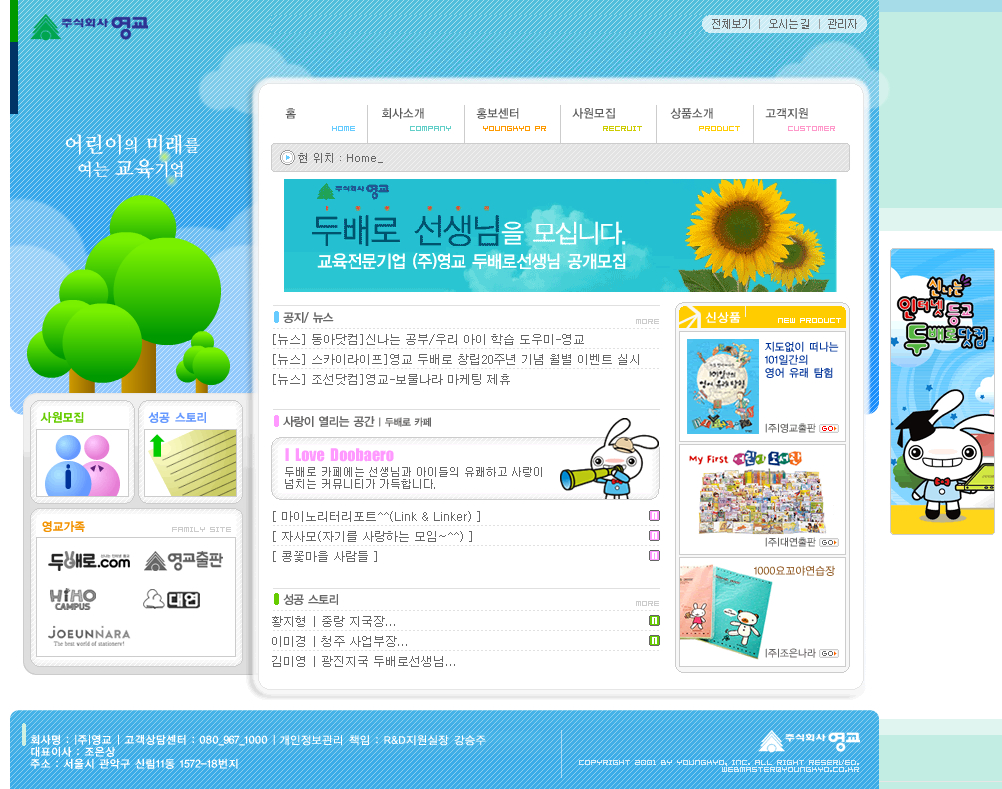 주식회사 영교
전체보기 | 오시는길 | 관리자
어린이의 미래를
여는 교육기업
홈 회사소개 홍보센터 사원모집 상품소개 고객지원
HOME COMPANY YOUNGKYO PR RECRUIT PRODUCT CUSTOMER
현 위치 : Home_
주식회사 영교
두배로 선생님을 모십니다.
교육전문기업 (주)영교 두배로선생님 공개모집
공지/ 뉴스 MORE
[뉴스] 동아닷컴]신나는 공부/우리 아이 학습 도우미-영교
[뉴스] 스카이라이프]영교 두배로 창립20주년 기념 월별 이벤트 실시
[뉴스] 조선닷컴]영교-보물나라 마케팅 제휴
사랑이 열리는 공간 | 두배로 카페
I Love Doobaero
두배로 카페에는 선생님과 아이들의 유쾌하고 사랑이
넘치는 커뮤니티가 가득합니다.
[ 마이노리터리포트^^(Link & Linker) ]
[ 자사모(자기를 사랑하는 모임~^^) ]
[ 콩꽃마을 사람들 ]
성공 스토리 MORE
황지형 | 중랑 지국장...
이미경 | 청주 사업부장...
김미영 | 광진지국 두배로선생님...
신상품 NEW PRODUCT
지도없이 떠나는
101일간의
영어 유래 탐험
101일간의
영어 유래 탐험
(주)영교출판 GO
My First 어린이 도서관
(주)대연출판 GO
1000요꼬아연습장
(주)조은나라 GO
사원모집 성공 스토리
영교가족 FAMILY SITE
두배로.com 영교출판
HIHO CAMPUS 대업
JOEUNNARA
The best world of stationery!
신나는
인터넷 등교
두배로닷컴
회사명 : (주)영교 | 고객상담센터 : 080_967_1000 | 개인정보관리 책임 : R&D지원실장 강승주
대표이사 : 조은상
주소 : 서울시 관악구 신림11동 1572-18번지
주식회사 영교
COPYRIGHT 2001 BY YOUNGKYO, INC. ALL RIGHT RESERVED.
WEBMASTER@YOUNGKYO.CO.KR